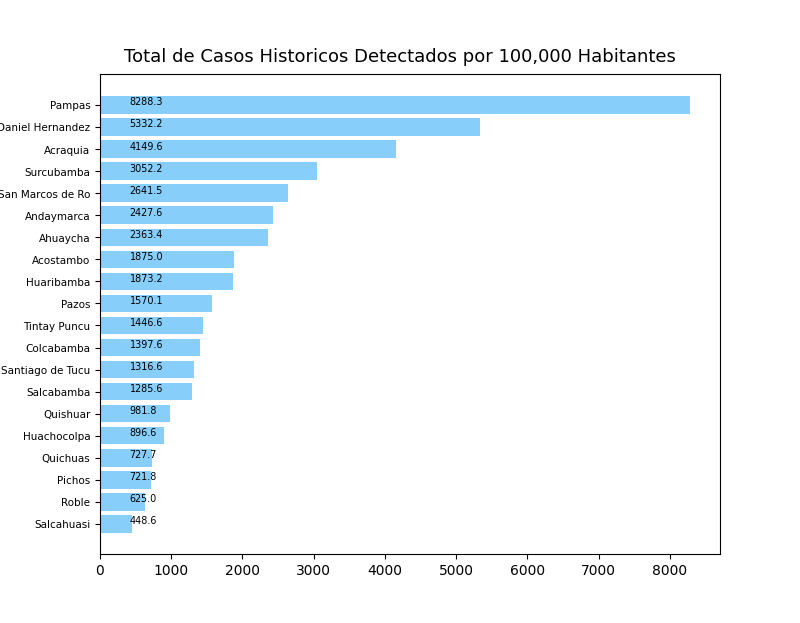 Total de Casos Historicos Detectados por 100,000 Habitantes
Pampas 8288.3
Daniel Hernandez 5332.2
Acraquia 4149.6
Surcubamba 3052.2
San Marcos de Ro 2641.5
Andaymarca 2427.6
Ahuaycha 2363.4
Acostambo 1875.0
Huaribamba 1873.2
Pazos 1570.1
Tintay Puncu 1446.6
Colcabamba 1397.6
Santiago de Tucu 1316.6
Salcabamba 1285.6
Quishuar 981.8
Huachocolpa 896.6
Quichuas 727.7
Pichos 721.8
Roble 625.0
Salcahuasi 448.6
0 1000 2000 3000 4000 5000 6000 7000 8000